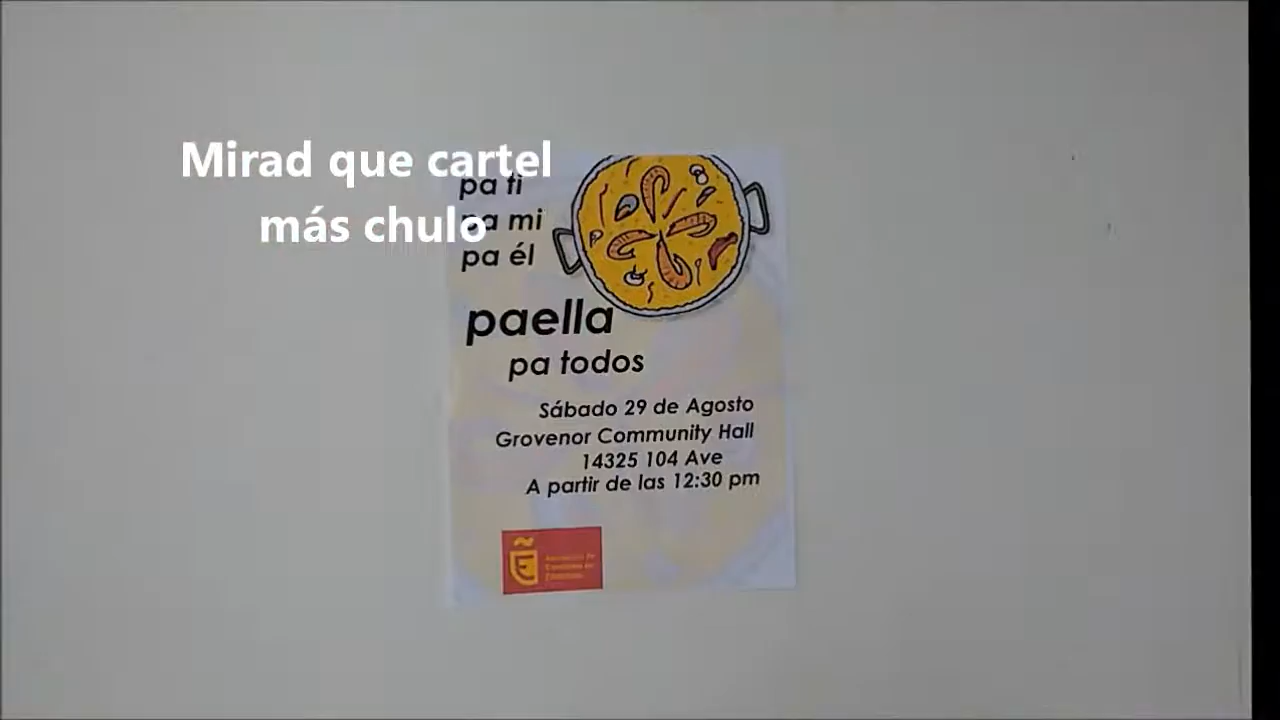 Mirad que cartel
más chulo
pa ti
pa mi
pa él
paella
pa todos
Sábado 29 de Agosto
Grovenor Community Hall
14325 104 Ave
A partir de las 12:30 pm